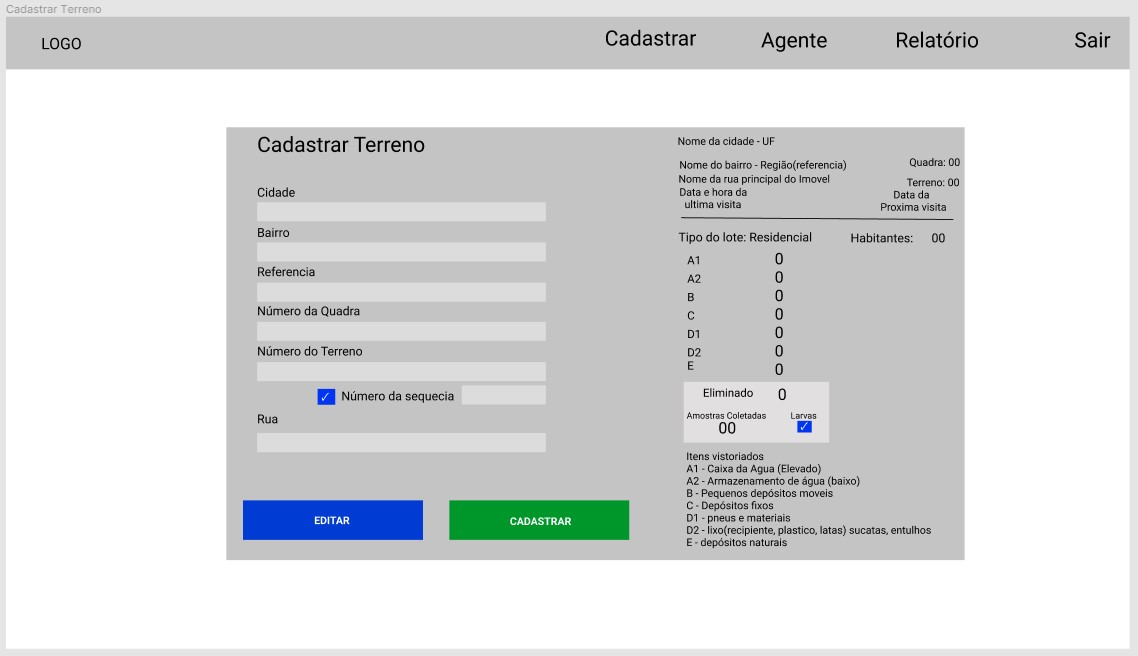 Cadastrar Terreno
LOGO
Cadastrar
Agente
Relatório
Sair
Cadastrar Terreno
Cidade
Bairro
Referencia
Número da Quadra
Número do Terreno
Número da sequecia
Rua
EDITAR
CADASTRAR
Nome da cidade - UF
Nome do bairro - Região(referencia)
Quadra: 00
Nome da rua principal do Imovel
Terreno: 00
Data e hora da
ultima visita
Data da
Proxima visita
Tipo do lote: Residencial
Habitantes: 00
A1 0
A2 0
B 0
C 0
D1 0
D2 0
E 0
Eliminado 0
Amostras Coletadas
00
Larvas
Itens vistoriados
A1 - Caixa da Agua (Elevado)
A2 - Armazenamento de água (baixo)
B - Pequenos depósitos moveis
C - Depósitos fixos
D1 - pneus e materiais
D2 - lixo(recipiente, plastico, latas) sucatas, entulhos
E - depósitos naturais